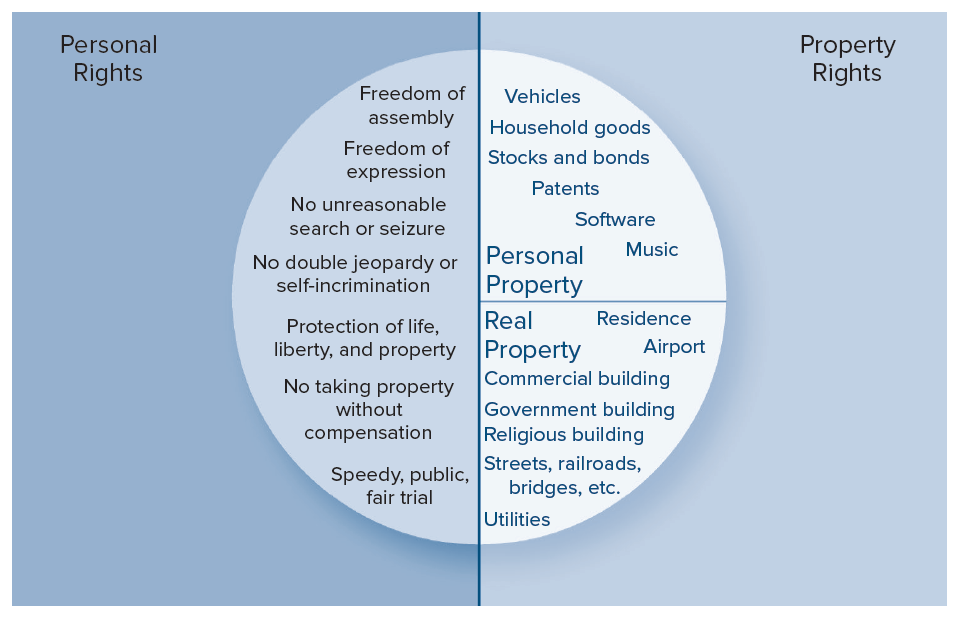 Personal
Rights
Freedom of
assembly
Freedom of
expression
No unreasonable
search or seizure
No double jeopardy or
self-incrimination
Protection of life,
liberty, and property
No taking property
without
compensation
Speedy, public,
fair trial
Property
Rights
Vehicles
Household goods
Stocks and bonds
Patents
Software
Music
Personal
Property
Real
Property
Residence
Airport
Commercial building
Government building
Religious building
Streets, railroads,
bridges, etc.
Utilities